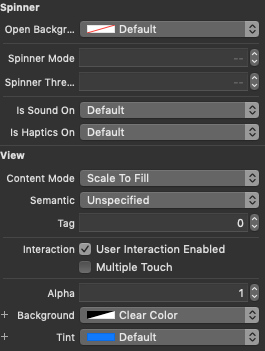 Spinner
Open Backgr... Default
Spinner Mode --
Spinner Thre... --
Is Sound On Default
Is Haptics On Default
View
Content Mode Scale To Fill
Semantic Unspecified
Tag 0
Interaction User Interaction Enabled
Multiple Touch
Alpha 1
+ Background Clear Color
+ Tint Default